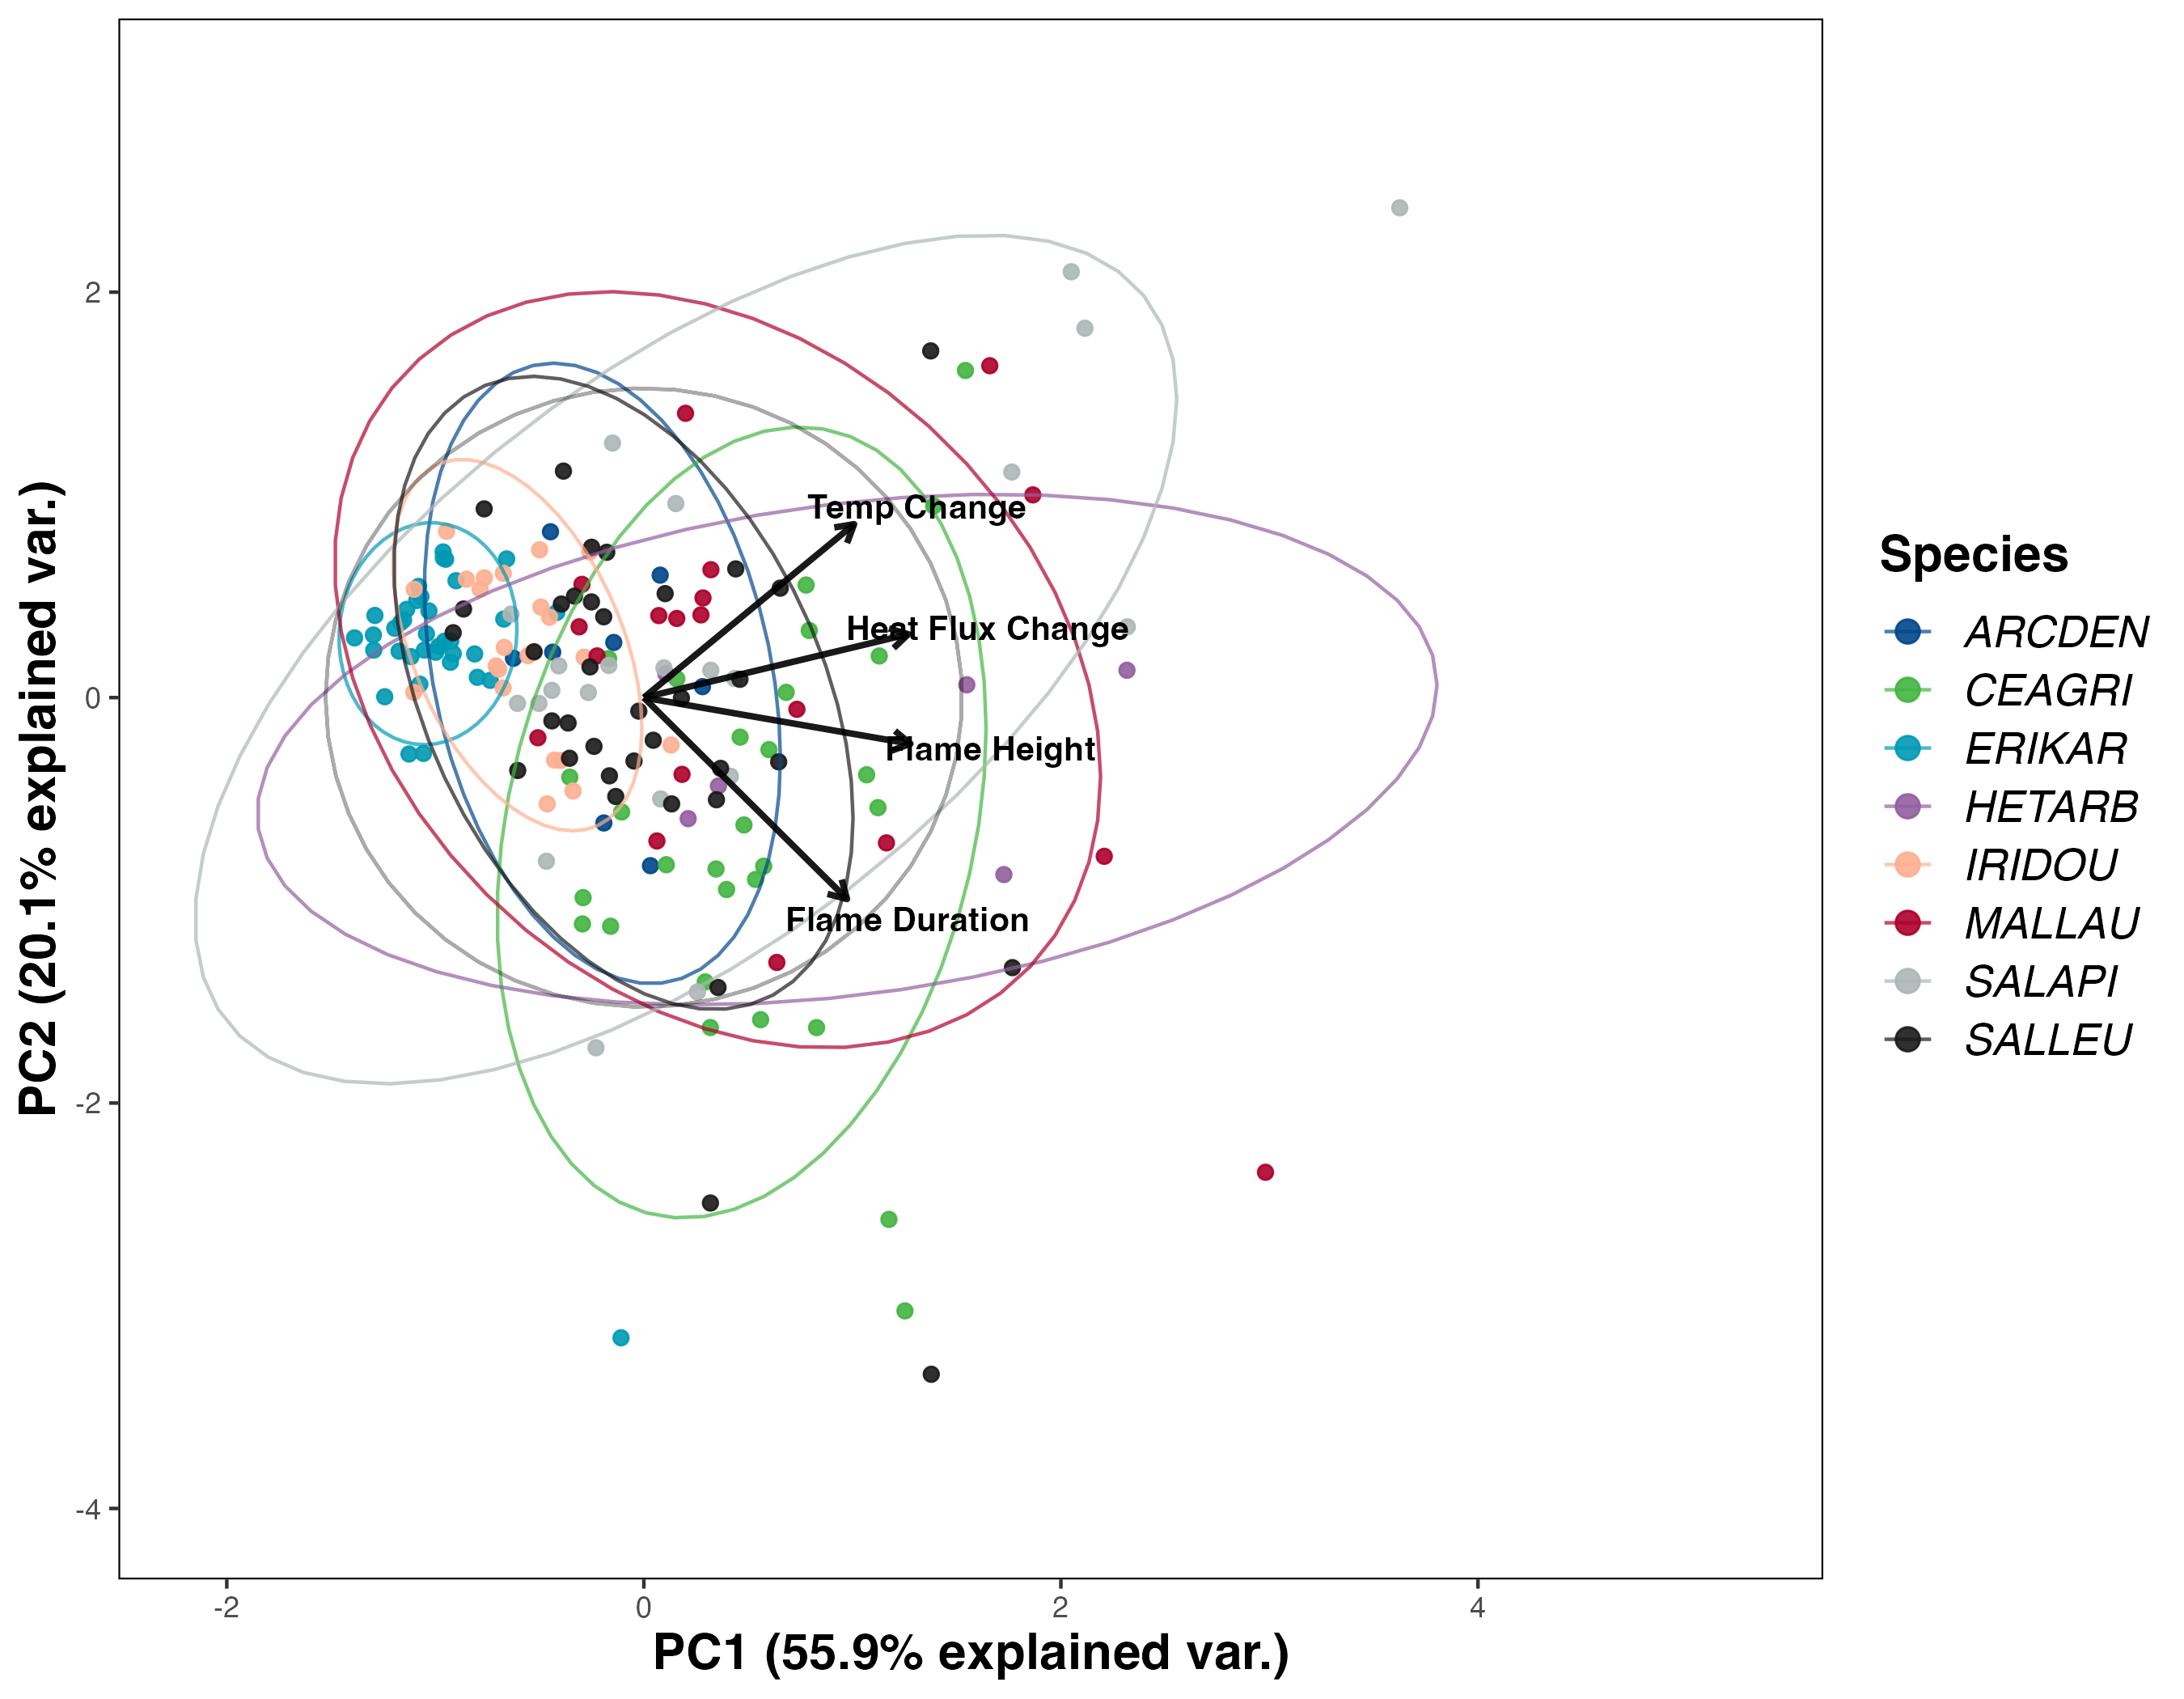 PC2 (20.1% explained var.)
2
0
-2
-4
Temp Change
Heat Flux Change
Flame Height
Flame Duration
-2
0
2
4
PC1 (55.9% explained var.)
Species
ARCDEN
CEAGRI
ERIKAR
HETARB
IRIDOU
MALLAU
SALAPI
SALLEU